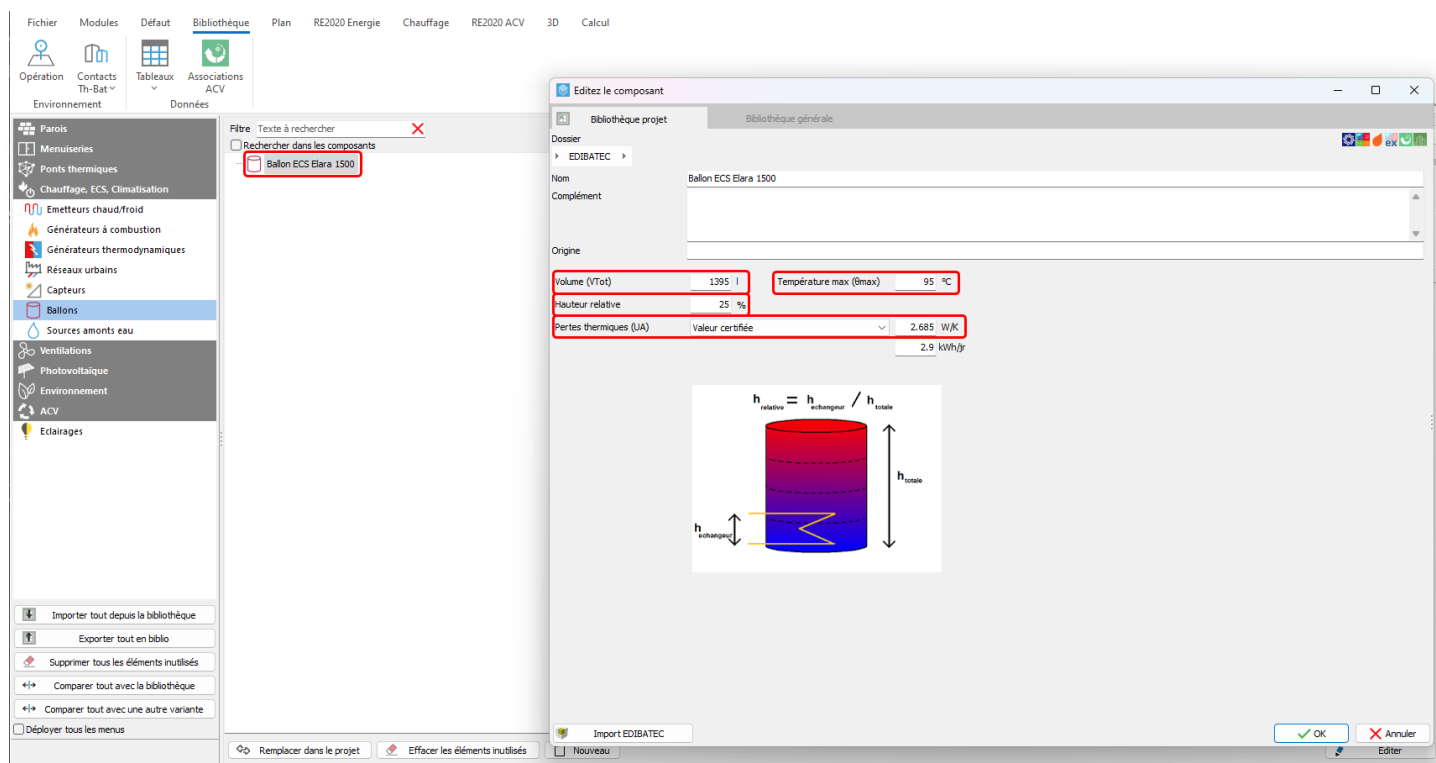 Fichier Modules Défaut Bibliothèque Plan RE2020 Energie Chauffage RE2020 ACV 3D Calcul
Opération Contacts Th-Bat Tableaux Associations ACV
Environnement Données
Parois
Menuiseries
Ponts thermiques
Chauffage, ECS, Climatisation
Emetteurs chaud/froid
Générateurs à combustion
Générateurs thermodynamiques
Réseaux urbains
Capteurs
Ballons
Sources amonts eau
Ventilations
Photovoltaïque
Environnement
ACV
Eclairages
Importer tout depuis la bibliothèque
Exporter tout en biblio
Supprimer tous les éléments inutilisés
Comparer tout avec la bibliothèque
Comparer tout avec une autre variante
Déployer tous les menus
Filtre Texte à rechercher
Rechercher dans les composants
Ballon ECS Elara 1500
Remplacer dans le projet Effacer les éléments inutilisés Nouveau Editer
Editez le composant
Bibliothèque projet Bibliothèque générale
Dossier
EDIBATEC
ex
Nom Ballon ECS Elara 1500
Complément
Origine
Volume (VTot) 1395 l Température max (θmax) 95 °C
Hauteur relative 25 %
Pertes thermiques (UA) Valeur certifiée 2.685 W/K
2.9 kWh/jr
h relative = h echangeur / h totale
h totale
h echangeur
Import EDIBATEC OK Annuler